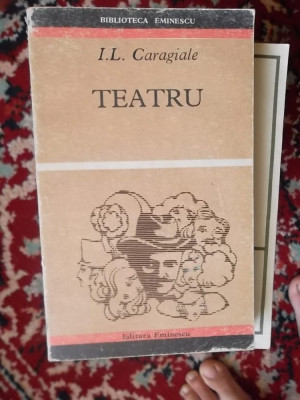 BIBLIOTECA EMINESCU
I.L. Caragiale
TEATRU
Editura Eminescu